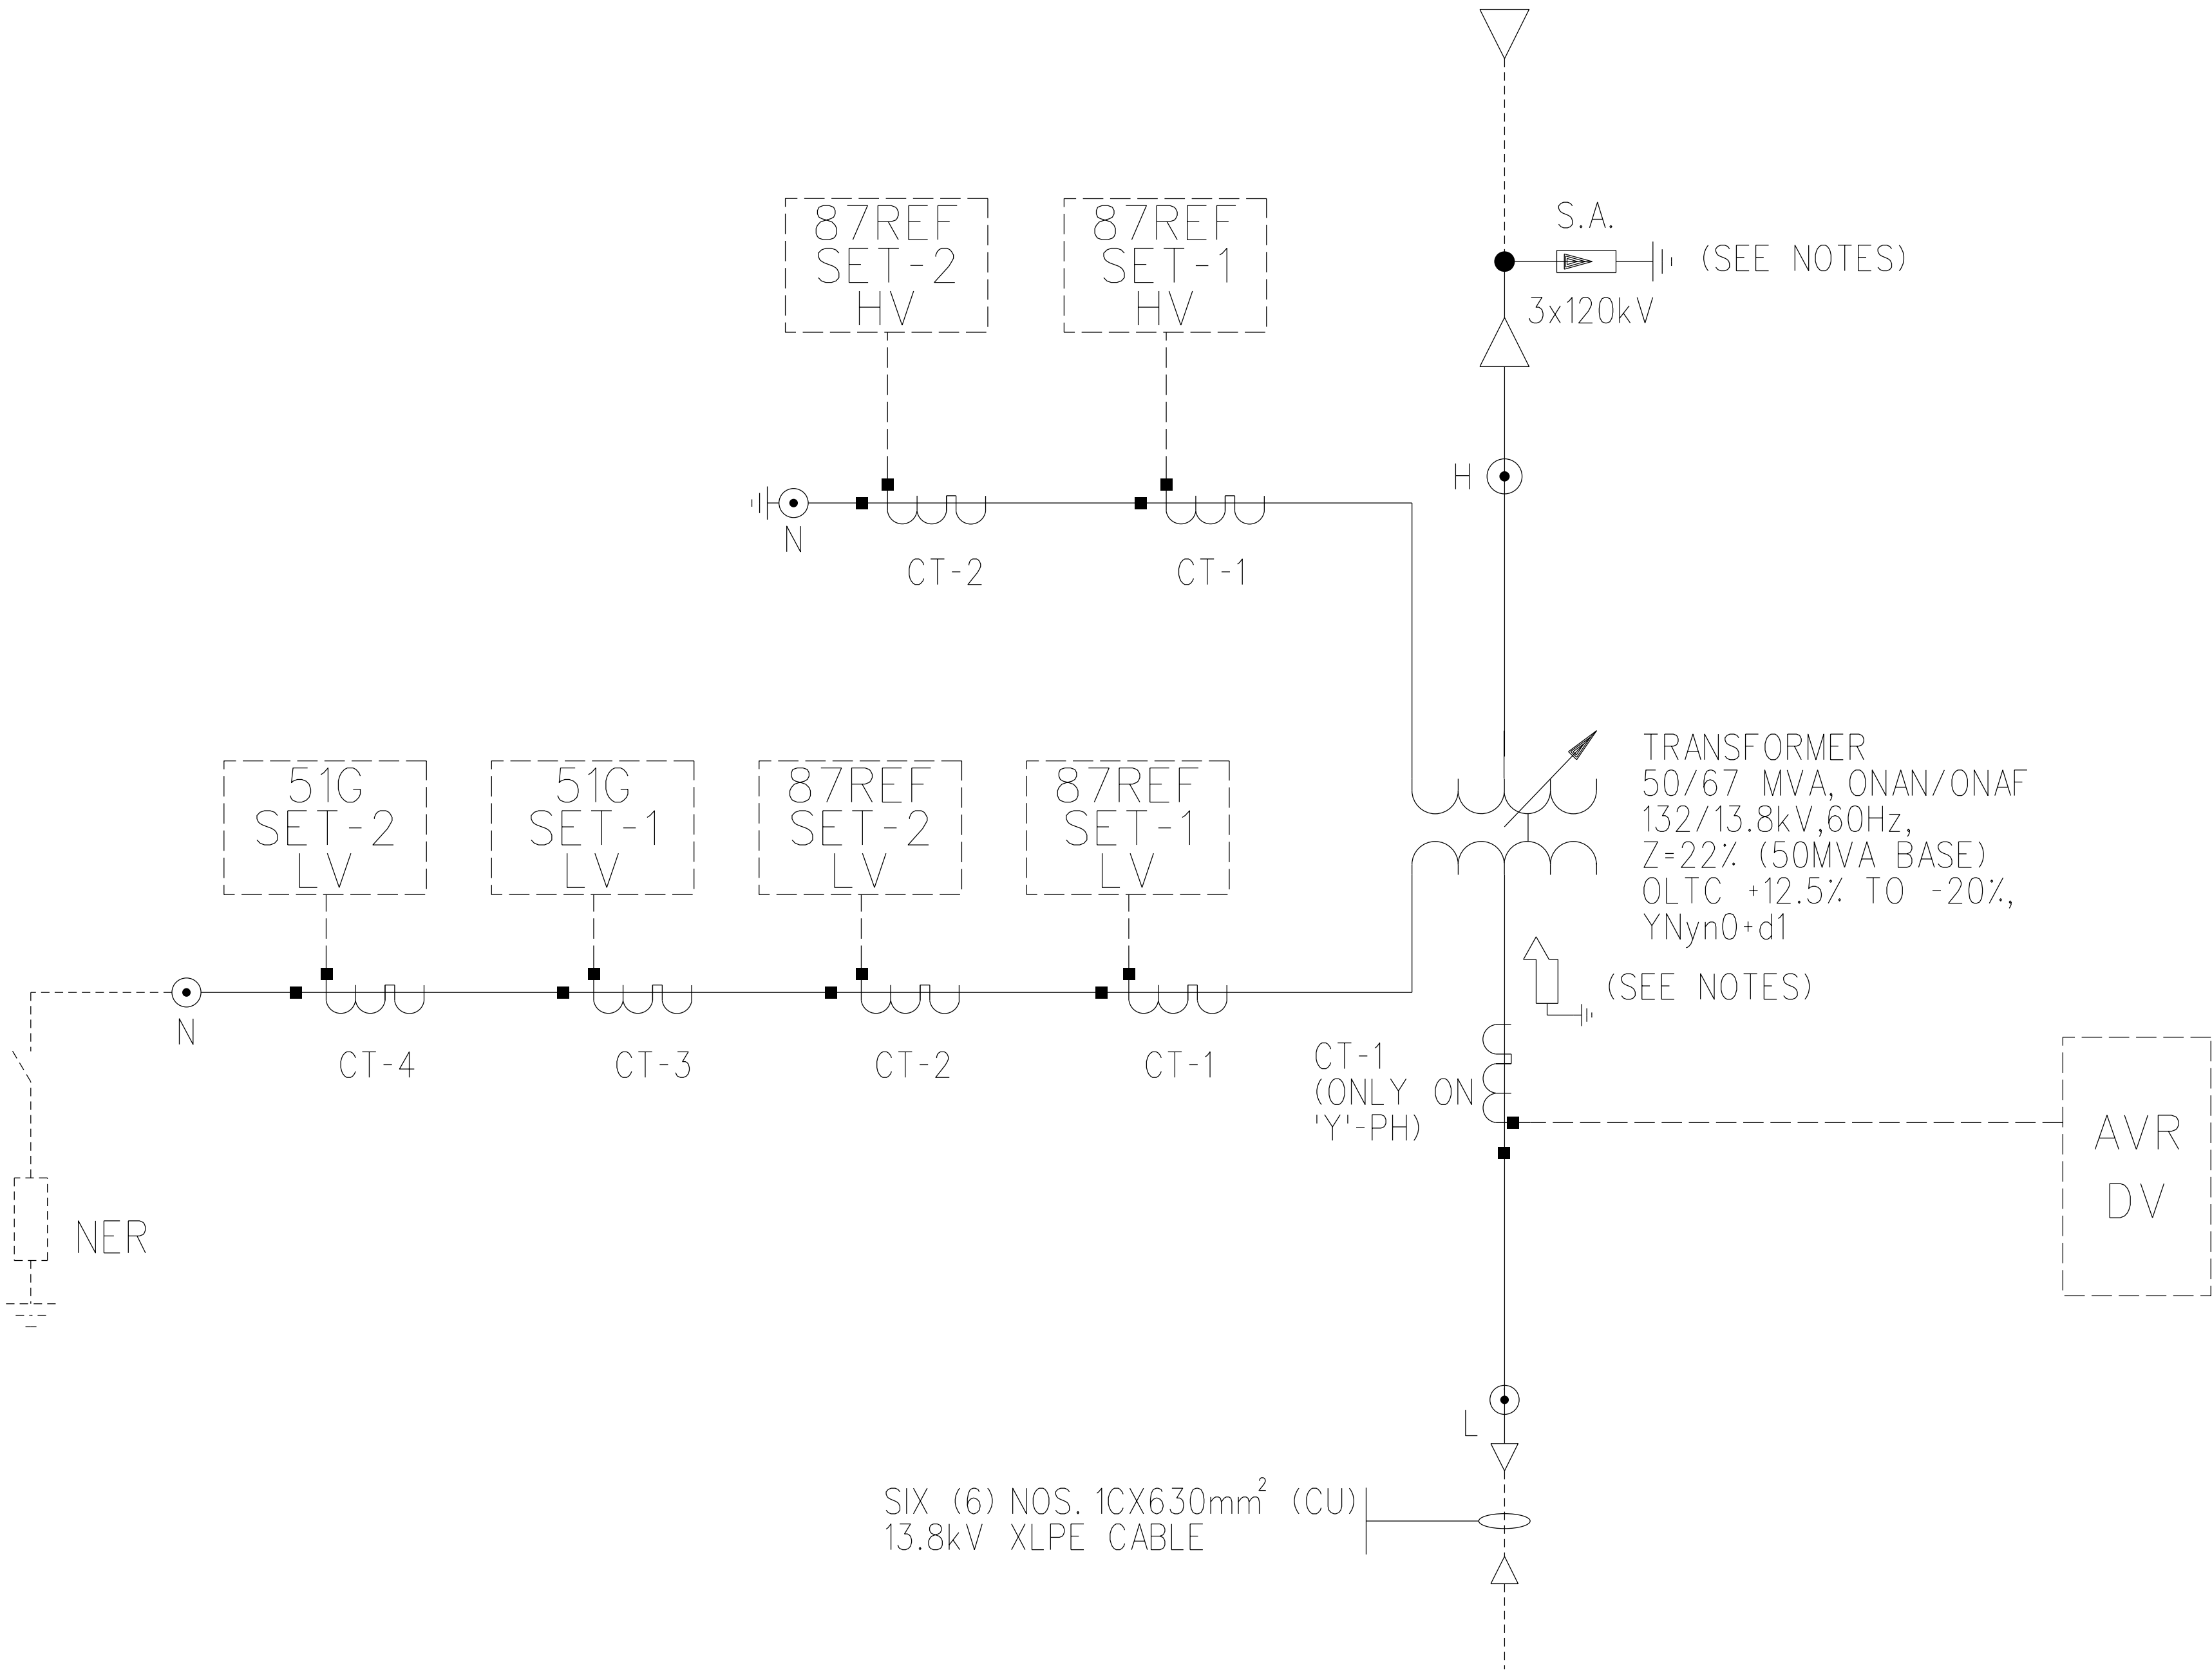 S.A.
(SEE NOTES)
3x120kV
87REF
SET-2
HV
87REF
SET-1
HV
H
N
CT-2
CT-1
TRANSFORMER
50/67 MVA, ONAN/ONAF
132/13.8kV,60Hz,
Z=22% (50MVA BASE)
OLTC +12.5% TO -20%,
YNyn0+d1
51G
SET-2
LV
51G
SET-1
LV
87REF
SET-2
LV
87REF
SET-1
LV
(SEE NOTES)
N
CT-4
CT-3
CT-2
CT-1
CT-1
(ONLY ON
'Y'-PH)
AVR
DV
NER
L
SIX (6) NOS. 1CX630mm² (CU)
13.8kV XLPE CABLE